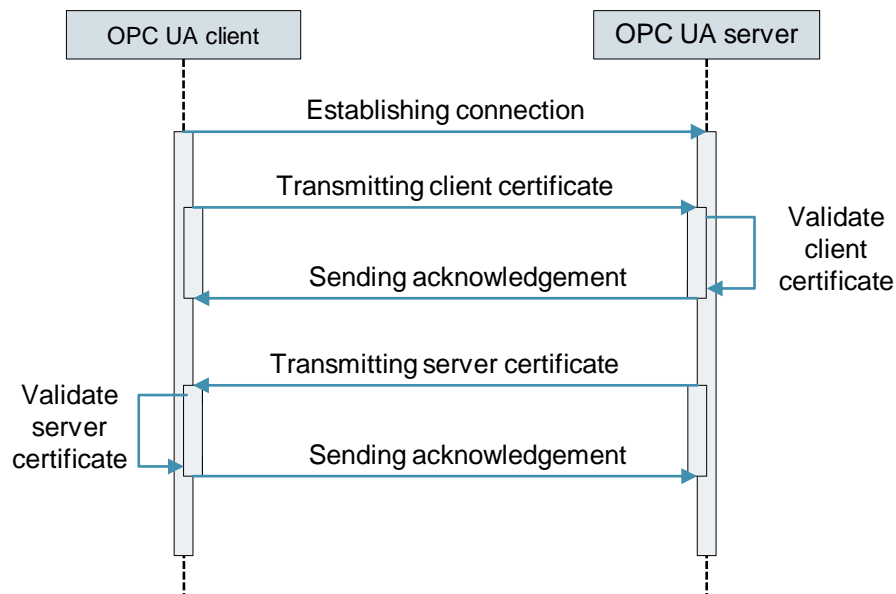 OPC UA client
OPC UA server
Establishing connection
Transmitting client certificate
Validate
client
certificate
Sending acknowledgement
Transmitting server certificate
Validate
server
certificate
Sending acknowledgement